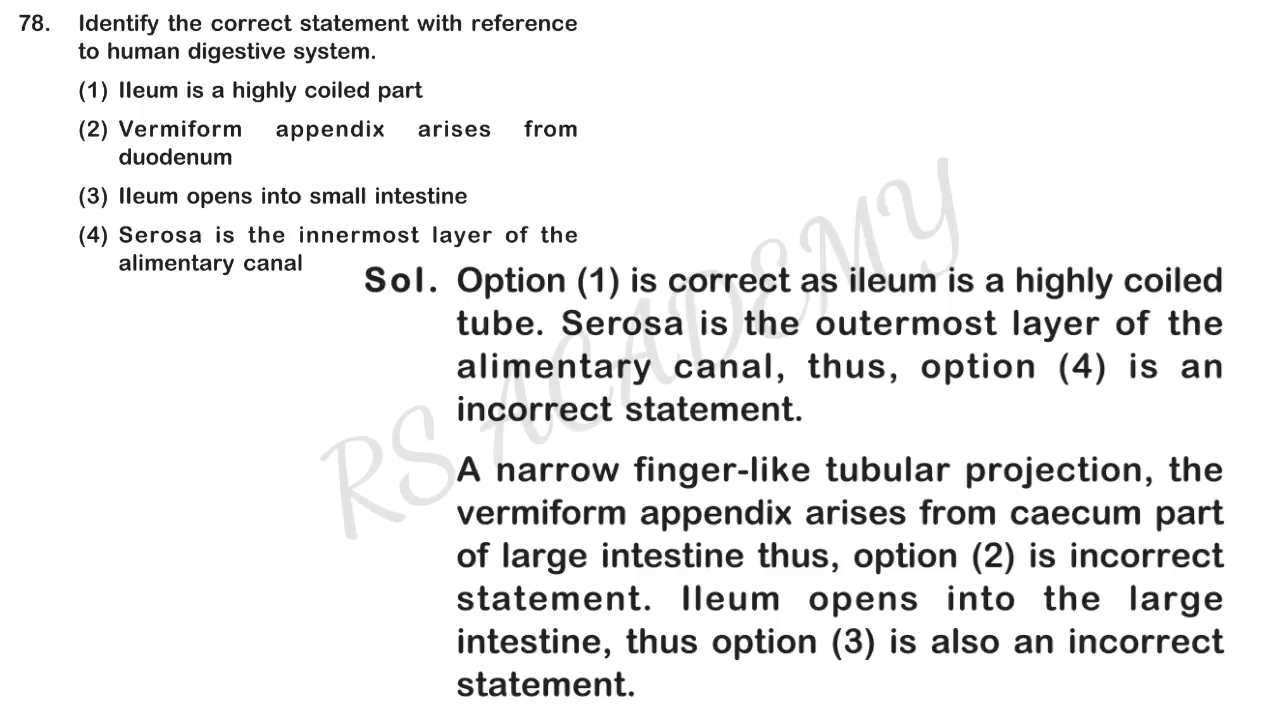 78. Identify the correct statement with reference
to human digestive system.
(1) Ileum is a highly coiled part
(2) Vermiform appendix arises from
duodenum
(3) Ileum opens into small intestine
(4) Serosa is the innermost layer of the
alimentary canal
Sol. Option (1) is correct as ileum is a highly coiled
tube. Serosa is the outermost layer of the
alimentary canal, thus, option (4) is an
incorrect statement.
A narrow finger-like tubular projection, the
vermiform appendix arises from caecum part
of large intestine thus, option (2) is incorrect
statement. Ileum opens into the large
intestine, thus option (3) is also an incorrect
statement.
RS ACADEMY